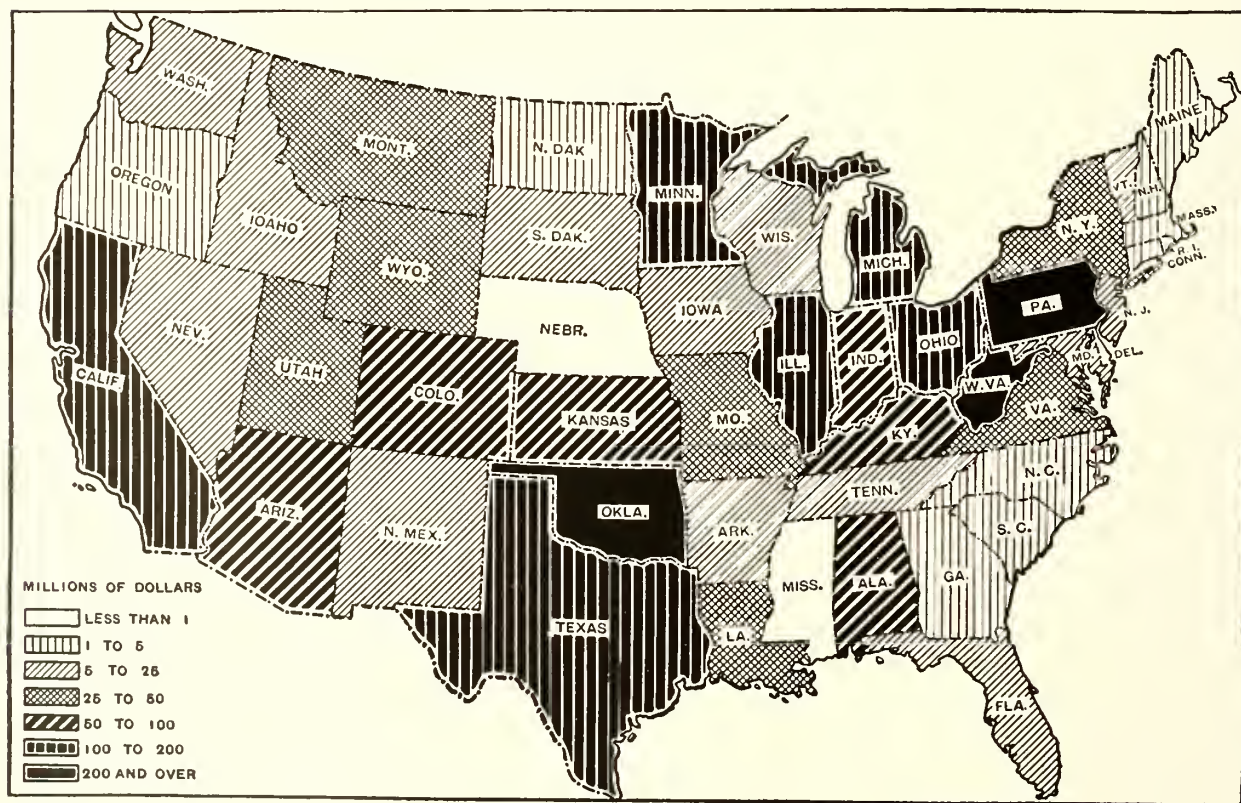 WASH.
MONT.
N. DAK
MINN.
MAINE
OREGON
IDAHO
S. DAK.
WIS.
MICH.
VT.
N.H.
N. Y.
MASS.
R. I.
CONN.
WYO.
IOWA
NEBR.
PA.
N. J.
NEV.
UTAH
ILL.
IND.
OHIO
MD.
DEL.
CALIF.
COLO.
KANSAS
MO.
W.VA.
VA.
KY.
ARIZ.
N. MEX.
OKLA.
ARK.
TENN.
N. C.
S. C.
TEXAS
LA.
MISS.
ALA.
GA.
FLA.
MILLIONS OF DOLLARS
LESS THAN 1
1 TO 5
5 TO 25
25 TO 50
50 TO 100
100 TO 200
200 AND OVER